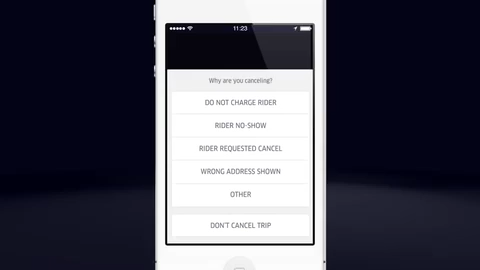 11:23
Why are you canceling?
DO NOT CHARGE RIDER
RIDER NO-SHOW
RIDER REQUESTED CANCEL
WRONG ADDRESS SHOWN
OTHER
DON'T CANCEL TRIP